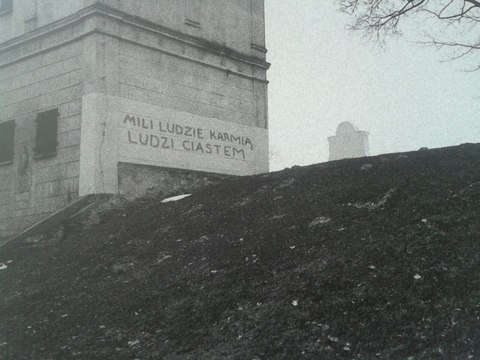 MILI LUDZIE KARMIĄ
LUDZI CIASTEM